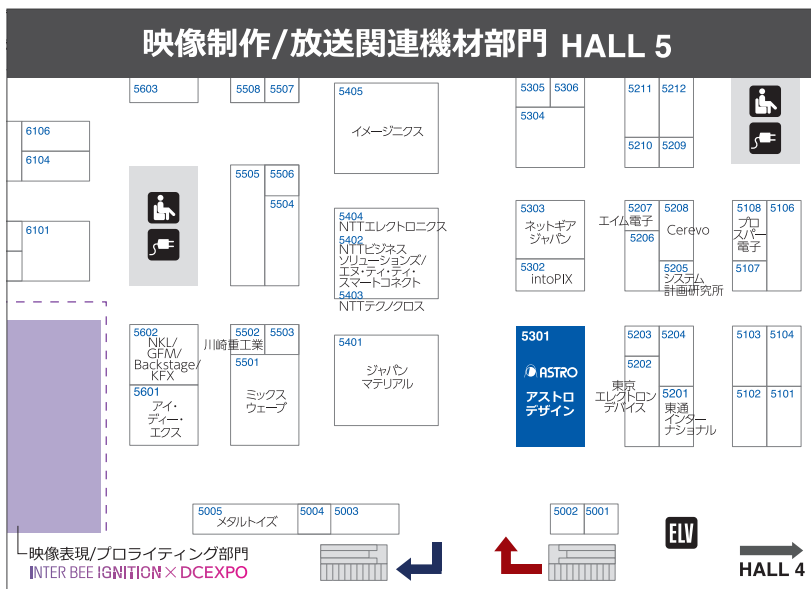 映像制作/放送関連機材部門 HALL 5
5603
5508
5507
5405
イメージニクス
5305
5306
5304
5211
5212
5210
5209
6106
6104
6101
5505
5506
5504
5404
NTTエレクトロニクス
5402
NTTビジネス
ソリューションズ/
エヌ・ティ・ティ・
スマートコネクト
5403
NTTテクノクロス
5303
ネットギア
ジャパン
5302
intoPIX
5207
エイム電子
5206
5208
Cerevo
5205
システム
計画研究所
5108
プロ
スパー
電子
5106
5107
5602
NKL/
GFM/
Backstage/
KFX
5601
アイ・
ディー・
エクス
5502
川崎重工業
5503
5501
ミックス
ウェーブ
5401
ジャパン
マテリアル
5301
ASTRO
アストロ
デザイン
5203
5204
5202
東京
エレクトロン
デバイス
5201
東通
インター
ナショナル
5103
5104
5102
5101
5005
メタルトイズ
5004
5003
5002
5001
ELV
映像表現/プロライティング部門
INTER BEE IGNITION × DCEXPO
HALL 4